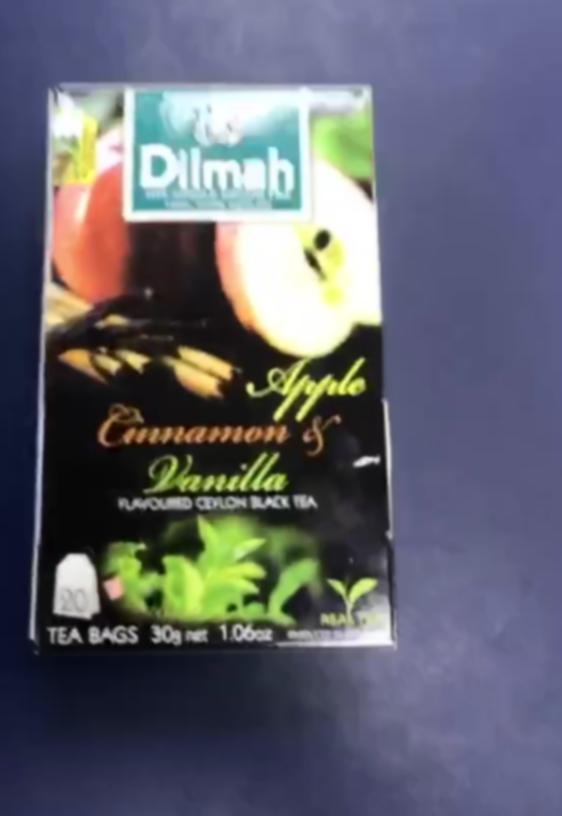 Dilmah
Apple
Cinnamon &
Vanilla
FLAVOURED CEYLON BLACK TEA
20
TEA BAGS 30g net 1.06oz